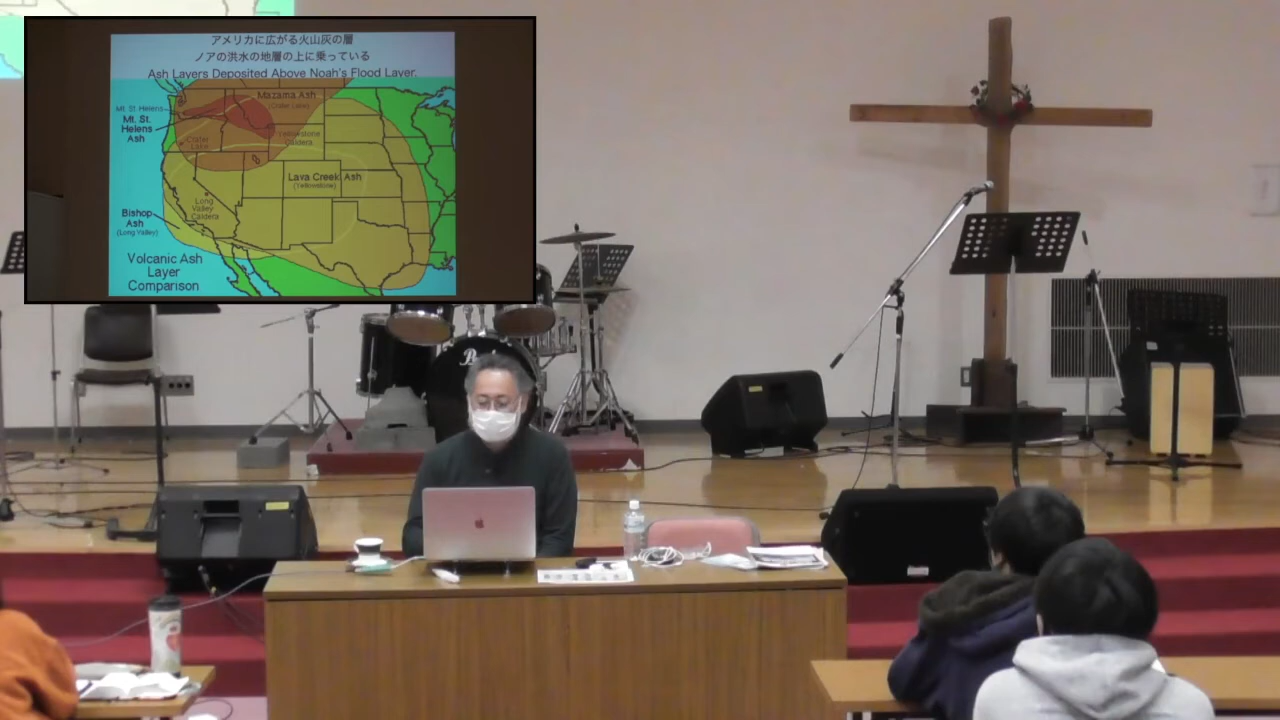 アメリカに広がる火山灰の層
ノアの洪水の地層の上に乗っている
Ash Layers Deposited Above Noah's Flood Layer.
Mazama Ash
(Crater Lake)
Mt. St. Helens
Mt. St.
Helens
Ash
Crater
Lake
Yellowstone
Caldera
Lava Creek Ash
(Yellowstone)
Long
Valley
Caldera
Bishop
Ash
(Long Valley)
Volcanic Ash
Layer
Comparison